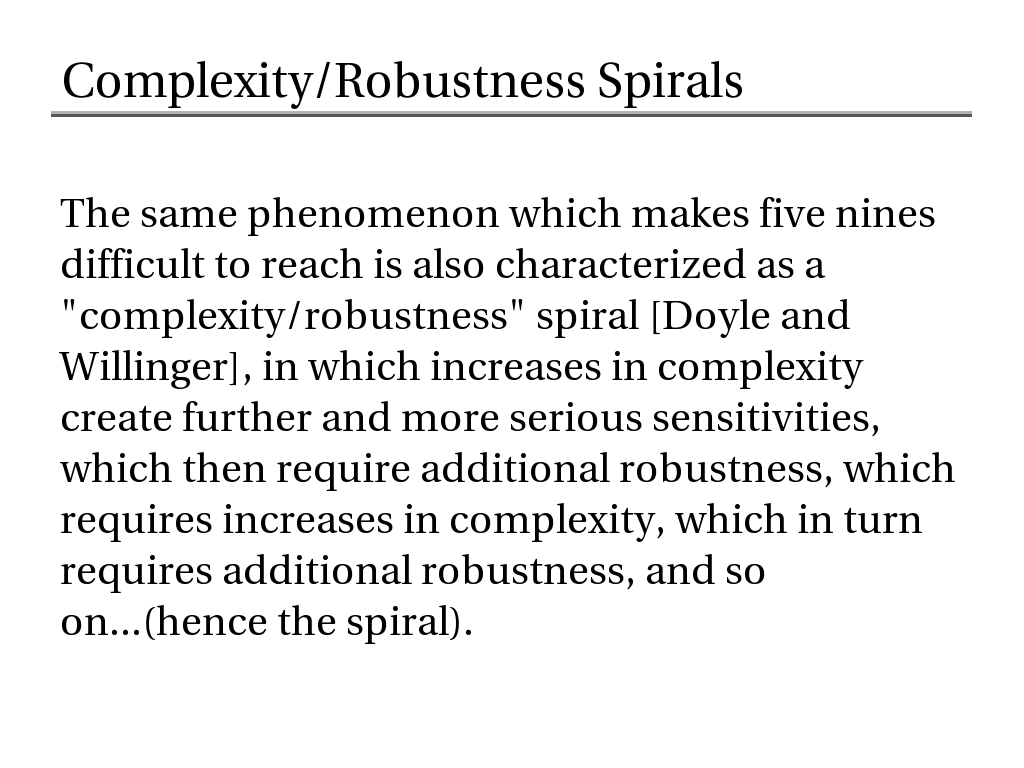 Complexity/Robustness Spirals
The same phenomenon which makes five nines
difficult to reach is also characterized as a
"complexity/robustness" spiral [Doyle and
Willinger], in which increases in complexity
create further and more serious sensitivities,
which then require additional robustness, which
requires increases in complexity, which in turn
requires additional robustness, and so
on...(hence the spiral).